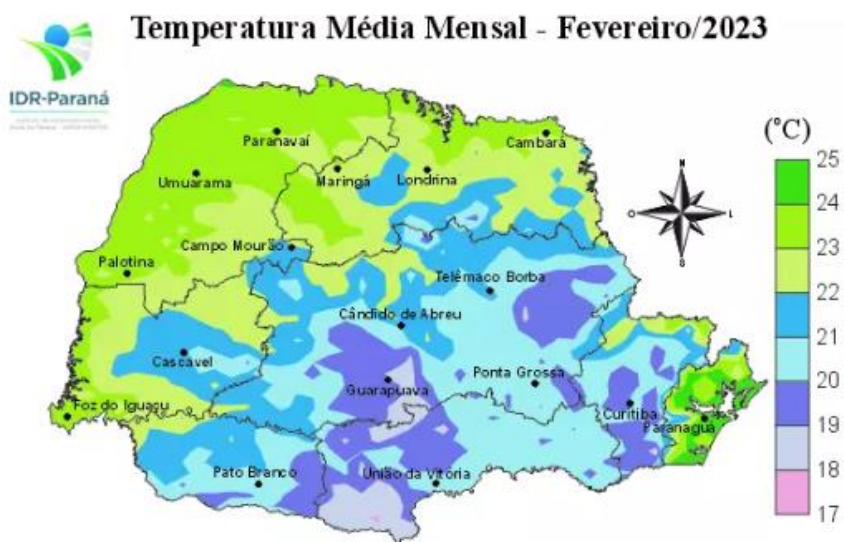 Temperatura Média Mensal - Fevereiro/2023
IDR-Paraná
(°C)
Paranavaí
Cambará
Umuarama
Maringá
Londrina
Campo Mourão
Palotina
Telêmaco Borba
Cândido de Abreu
Cascavel
Guarapuava
Ponta Grossa
Foz do Iguaçu
Curitiba
Paranaguá
Pato Branco
União da Vitória
N
O
L
S
25
24
23
22
21
20
19
18
17